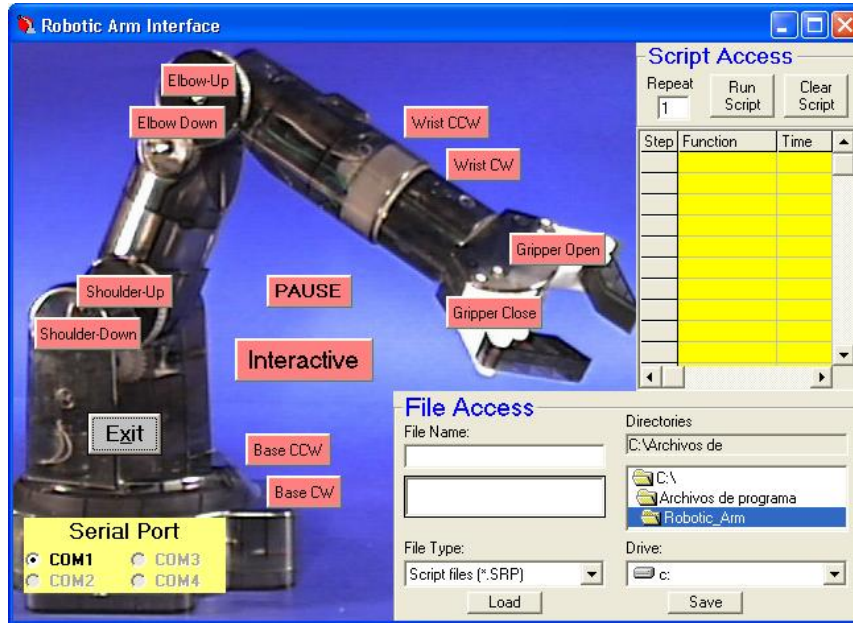 Robotic Arm Interface
Elbow-Up
Elbow Down
Wrist CCW
Wrist CW
Gripper Open
Gripper Close
Shoulder-Up
Shoulder-Down
PAUSE
Interactive
Exit
Base CCW
Base CW
Serial Port
COM1 COM3
COM2 COM4
Script Access
Repeat
1
Run
Script
Clear
Script
Step Function Time
File Access
File Name:
File Type:
Script files (*.SRP)
Load
Directories
C:\Archivos de
C:\
Archivos de programa
Robotic_Arm
Drive:
c:
Save